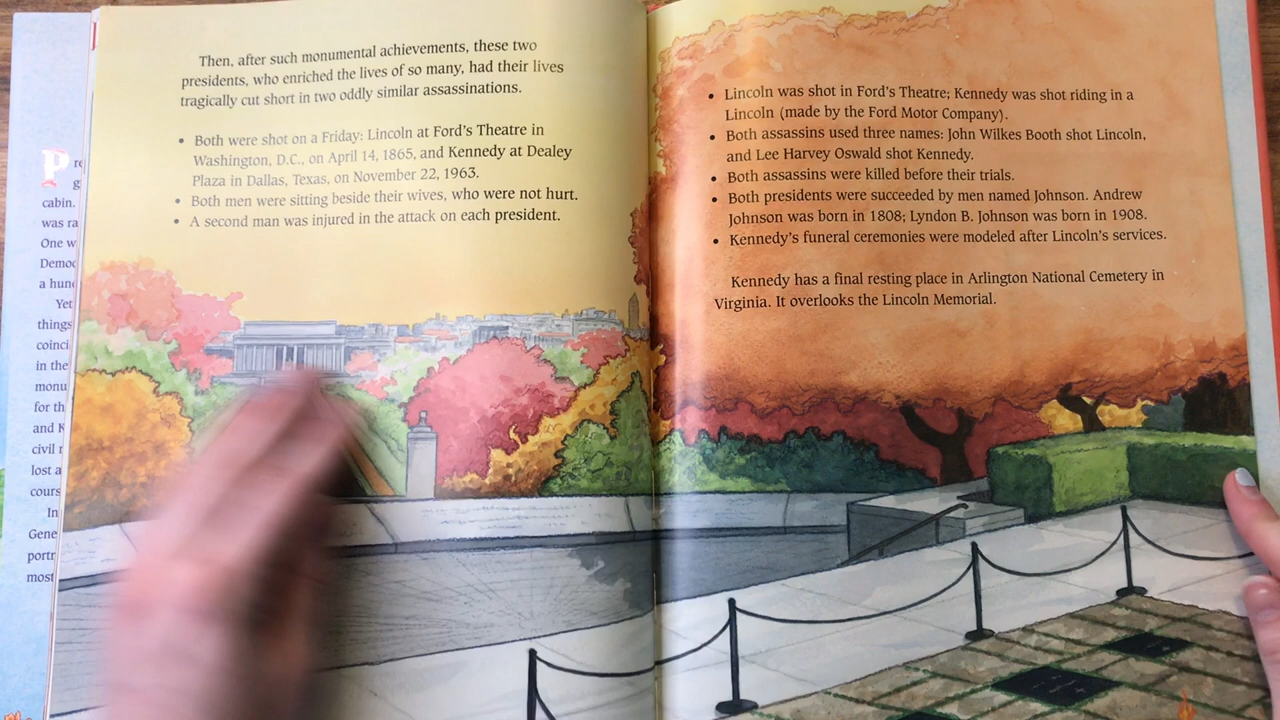 Then, after such monumental achievements, these two
presidents, who enriched the lives of so many, had their lives
tragically cut short in two oddly similar assassinations.
• Both were shot on a Friday: Lincoln at Ford's Theatre in
Washington, D.C., on April 14, 1865, and Kennedy at Dealey
Plaza in Dallas, Texas, on November 22, 1963.
• Both men were sitting beside their wives, who were not hurt.
• A second man was injured in the attack on each president.
• Lincoln was shot in Ford's Theatre; Kennedy was shot riding in a
Lincoln (made by the Ford Motor Company).
• Both assassins used three names: John Wilkes Booth shot Lincoln,
and Lee Harvey Oswald shot Kennedy.
• Both assassins were killed before their trials.
• Both presidents were succeeded by men named Johnson. Andrew
Johnson was born in 1808; Lyndon B. Johnson was born in 1908.
• Kennedy's funeral ceremonies were modeled after Lincoln's services.
Kennedy has a final resting place in Arlington National Cemetery in
Virginia. It overlooks the Lincoln Memorial.
P re
g
cabin.
was ra
One w
Democ
a hund
Yet
things
coinci
in the
monu
for th
and K
civil r
lost a
cours
In
Gene
portr
most